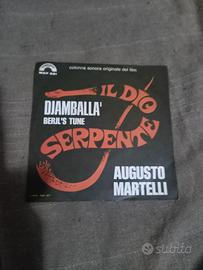 colonna sonora originale del film
IL DIO
DJAMBALLA'
BERIL'S TUNE
SERPENTE
AUGUSTO
MARTELLI
subito